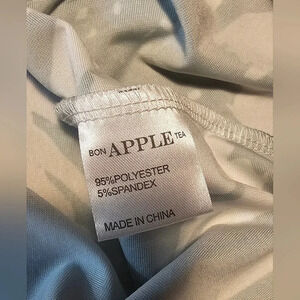 BON APPLE TEA
95%POLYESTER
5%SPANDEX
MADE IN CHINA